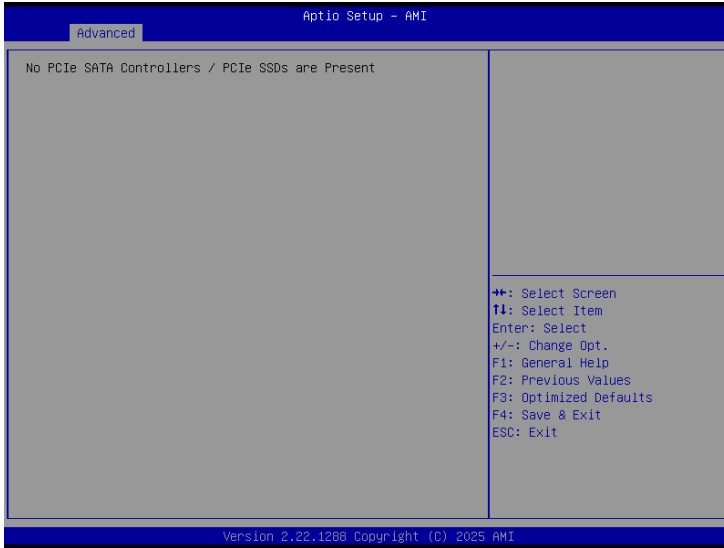 Aptio Setup – AMI
Advanced
No PCIe SATA Controllers / PCIe SSDs are Present
→←: Select Screen
↑↓: Select Item
Enter: Select
+/-: Change Opt.
F1: General Help
F2: Previous Values
F3: Optimized Defaults
F4: Save & Exit
ESC: Exit
Version 2.22.1288 Copyright (C) 2025 AMI